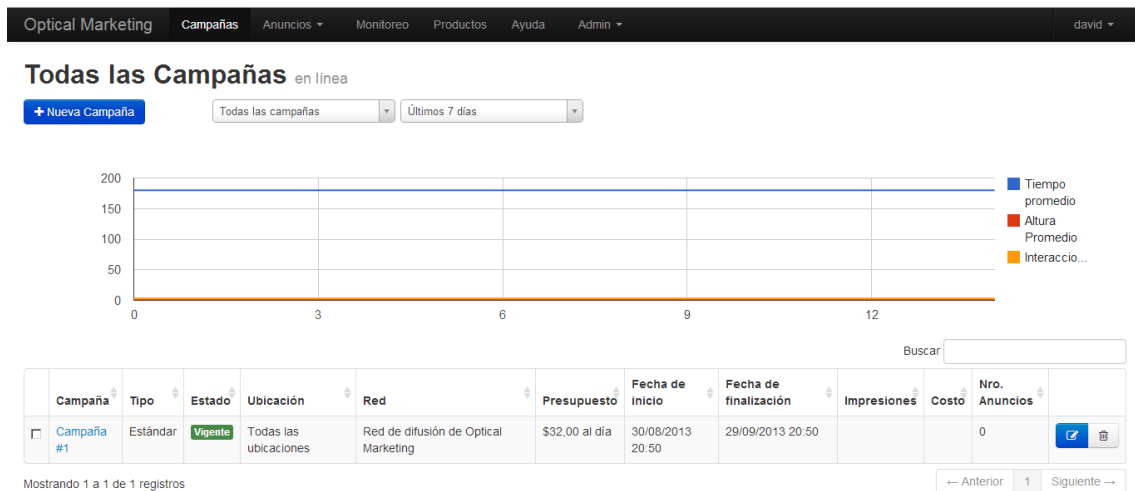 Optical Marketing Campañas Anuncios Monitoreo Productos Ayuda Admin david
Todas las Campañas en línea
+ Nueva Campaña Todas las campañas Últimos 7 días
200
150
100
50
0
0 3 6 9 12
Tiempo
promedio
Altura
Promedio
Interaccio...
Buscar
Campaña Tipo Estado Ubicación Red Presupuesto Fecha de inicio Fecha de finalización Impresiones Costo Nro. Anuncios
Campaña #1 Estándar Vigente Todas las ubicaciones Red de difusión de Optical Marketing $32,00 al día 30/08/2013 20:50 29/09/2013 20:50 0
Mostrando 1 a 1 de 1 registros
← Anterior 1 Siguiente →